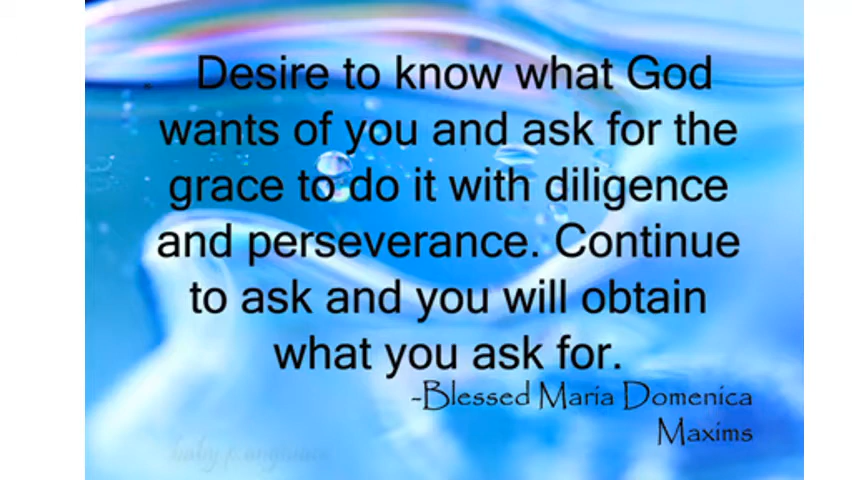 Desire to know what God
wants of you and ask for the
grace to do it with diligence
and perseverance. Continue
to ask and you will obtain
what you ask for.
-Blessed Maria Domenica
Maxims
baby